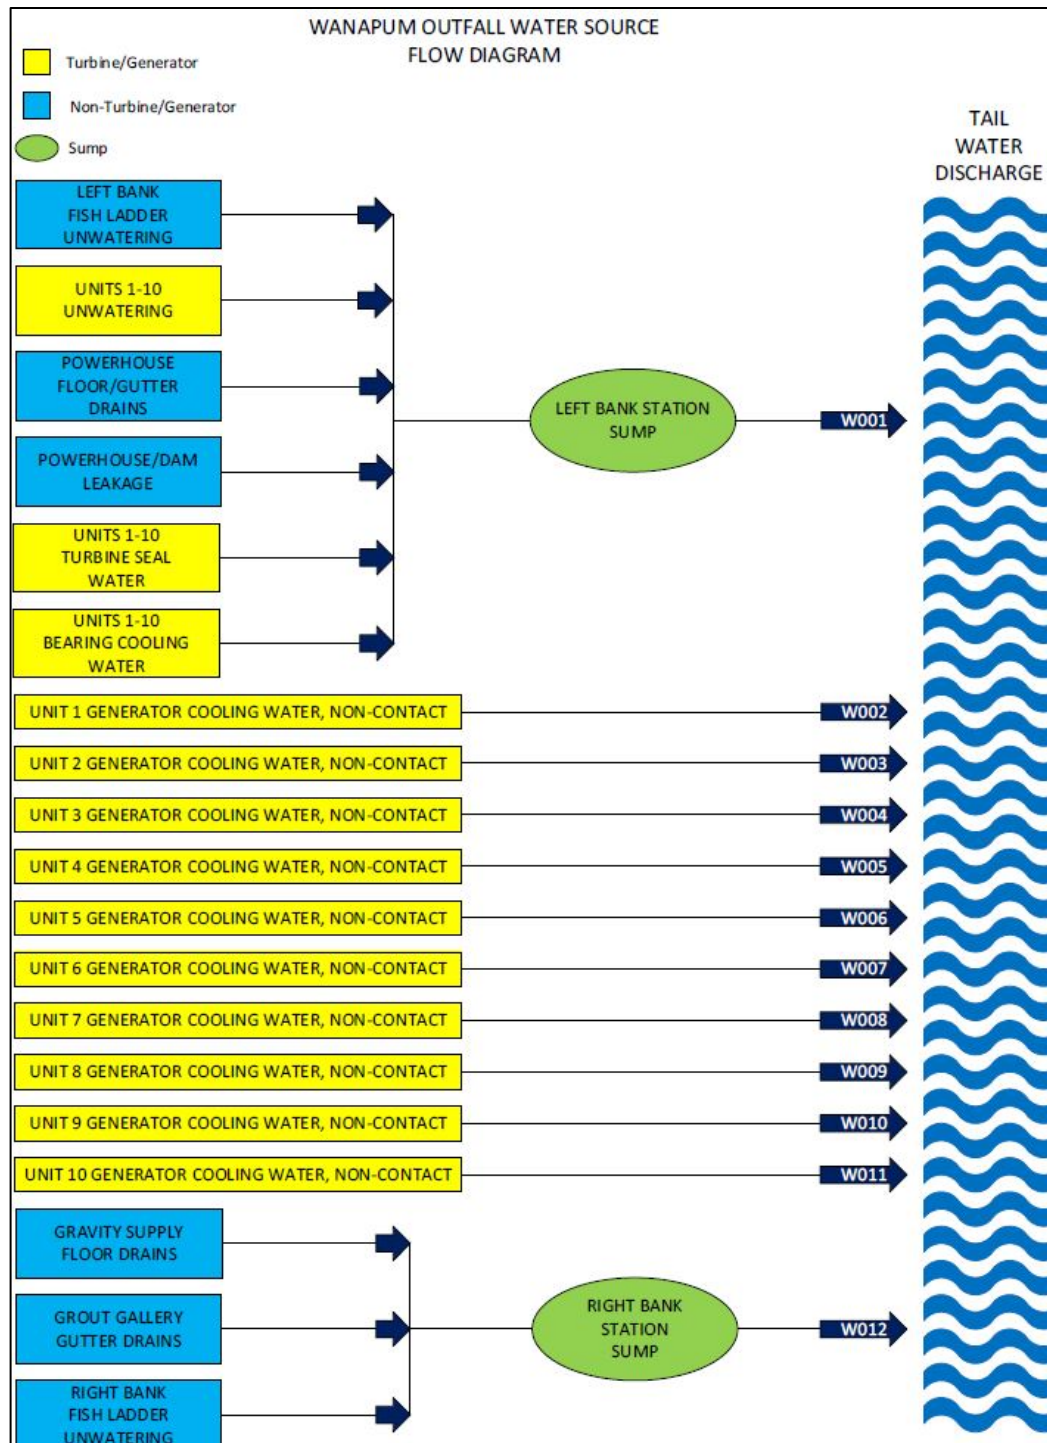 WANAPUM OUTFALL WATER SOURCE
FLOW DIAGRAM
Turbine/Generator
Non-Turbine/Generator
Sump
TAIL
WATER
DISCHARGE
LEFT BANK
FISH LADDER
UNWATERING
UNITS 1-10
UNWATERING
POWERHOUSE
FLOOR/GUTTER
DRAINS
POWERHOUSE/DAM
LEAKAGE
UNITS 1-10
TURBINE SEAL
WATER
UNITS 1-10
BEARING COOLING
WATER
LEFT BANK STATION
SUMP
W001
UNIT 1 GENERATOR COOLING WATER, NON-CONTACT
W002
UNIT 2 GENERATOR COOLING WATER, NON-CONTACT
W003
UNIT 3 GENERATOR COOLING WATER, NON-CONTACT
W004
UNIT 4 GENERATOR COOLING WATER, NON-CONTACT
W005
UNIT 5 GENERATOR COOLING WATER, NON-CONTACT
W006
UNIT 6 GENERATOR COOLING WATER, NON-CONTACT
W007
UNIT 7 GENERATOR COOLING WATER, NON-CONTACT
W008
UNIT 8 GENERATOR COOLING WATER, NON-CONTACT
W009
UNIT 9 GENERATOR COOLING WATER, NON-CONTACT
W010
UNIT 10 GENERATOR COOLING WATER, NON-CONTACT
W011
GRAVITY SUPPLY
FLOOR DRAINS
GROUT GALLERY
GUTTER DRAINS
RIGHT BANK
FISH LADDER
UNWATERING
RIGHT BANK
STATION
SUMP
W012